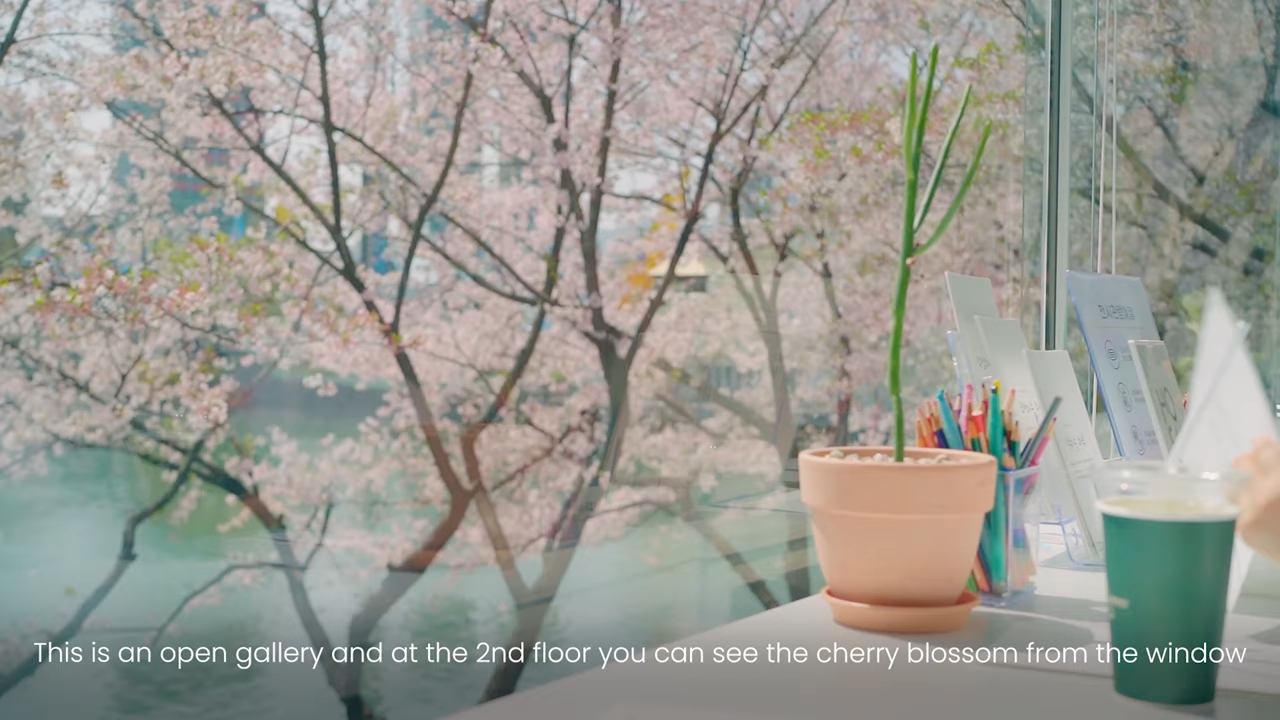 This is an open gallery and at the 2nd floor you can see the cherry blossom from the window